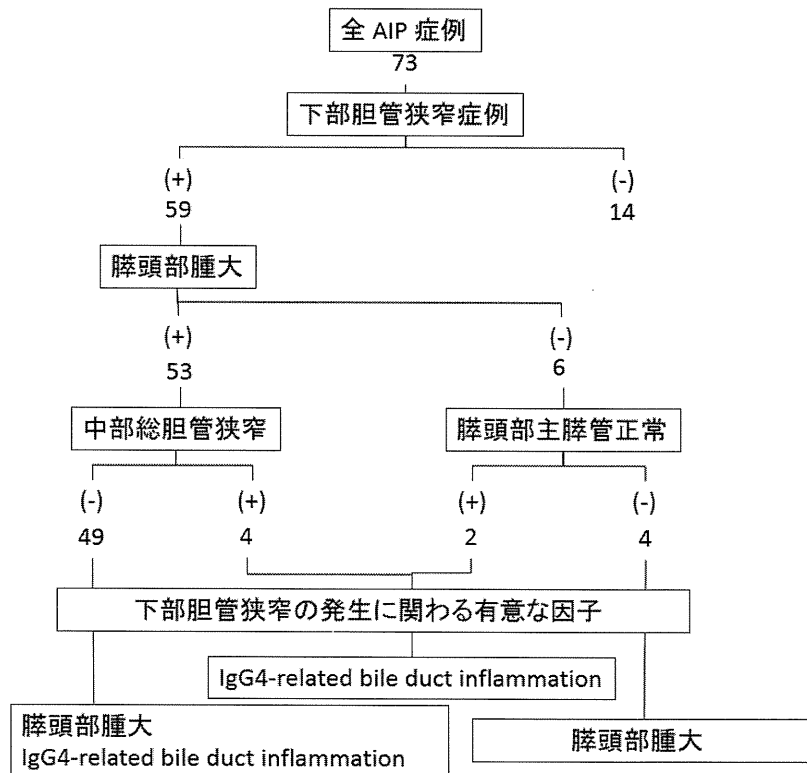 全 AIP 症例
73
下部胆管狭窄症例
(+) (-)
59 14
膵頭部腫大
(+) (-)
53 6
中部総胆管狭窄 膵頭部主膵管正常
(-) (+) (+) (-)
49 4 2 4
下部胆管狭窄の発生に関わる有意な因子
IgG4-related bile duct inflammation
膵頭部腫大
IgG4-related bile duct inflammation
膵頭部腫大